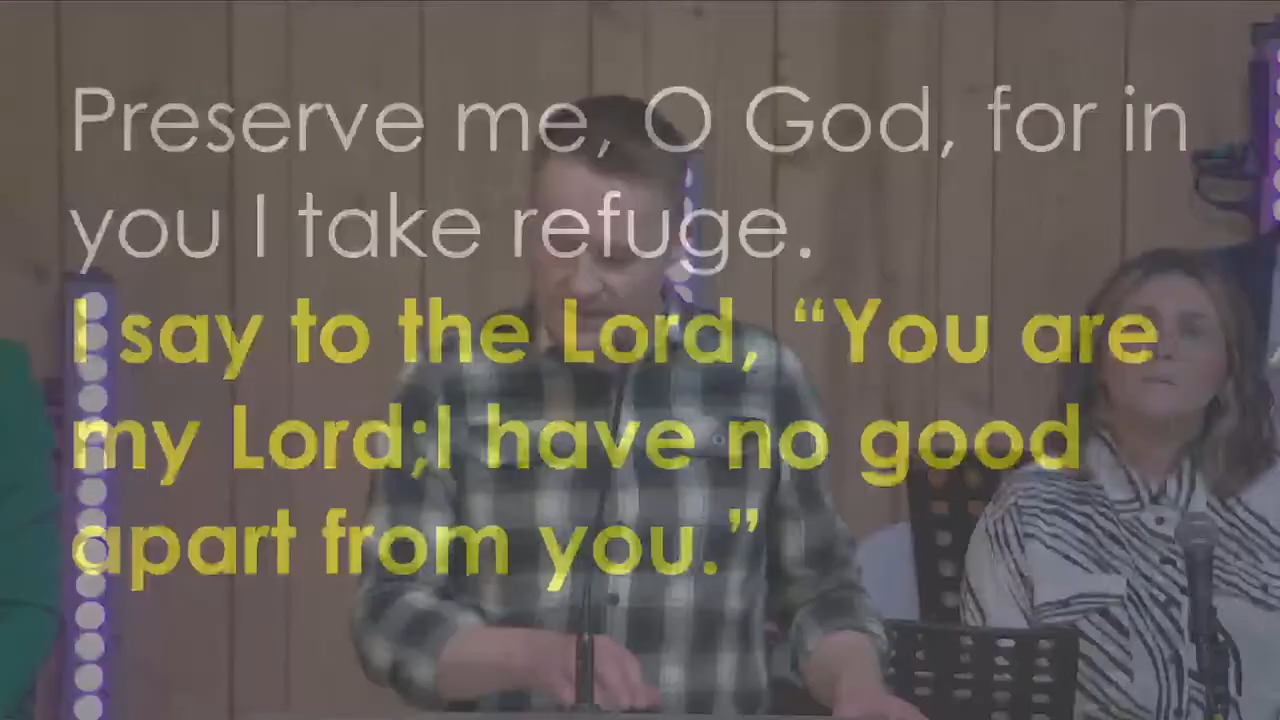 Preserve me, O God, for in
you I take refuge.
I say to the Lord, “You are
my Lord;I have no good
apart from you.”